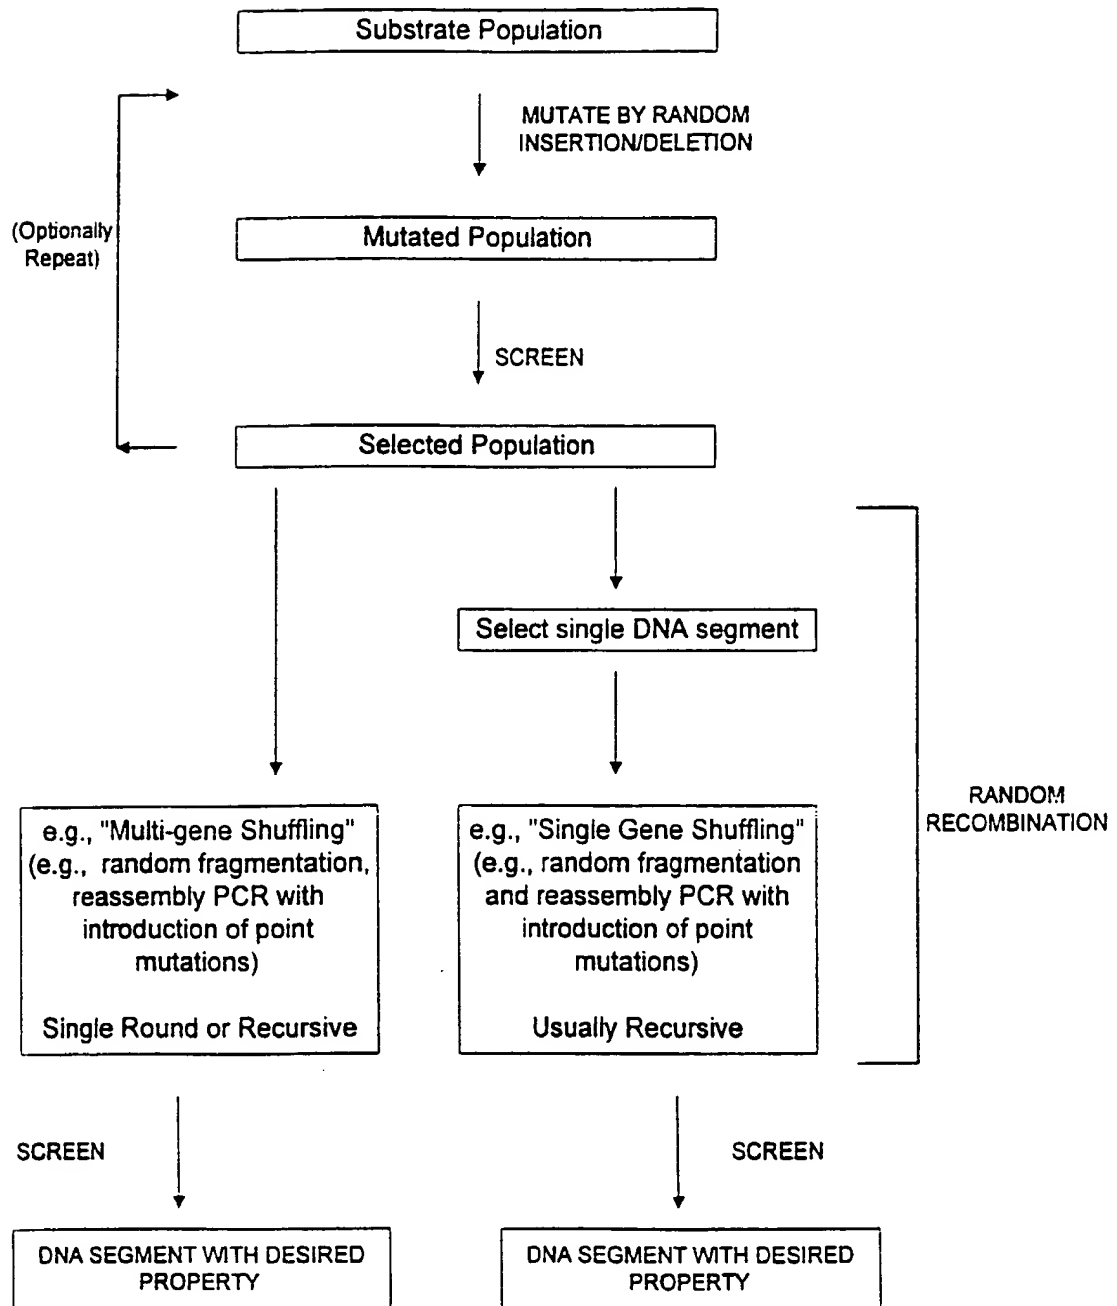 Substrate Population
MUTATE BY RANDOM
INSERTION/DELETION
(Optionally
Repeat)
Mutated Population
SCREEN
Selected Population
Select single DNA segment
e.g., "Multi-gene Shuffling"
(e.g., random fragmentation,
reassembly PCR with
introduction of point
mutations)
Single Round or Recursive
e.g., "Single Gene Shuffling"
(e.g., random fragmentation
and reassembly PCR with
introduction of point
mutations)
Usually Recursive
RANDOM
RECOMBINATION
SCREEN
SCREEN
DNA SEGMENT WITH DESIRED
PROPERTY
DNA SEGMENT WITH DESIRED
PROPERTY